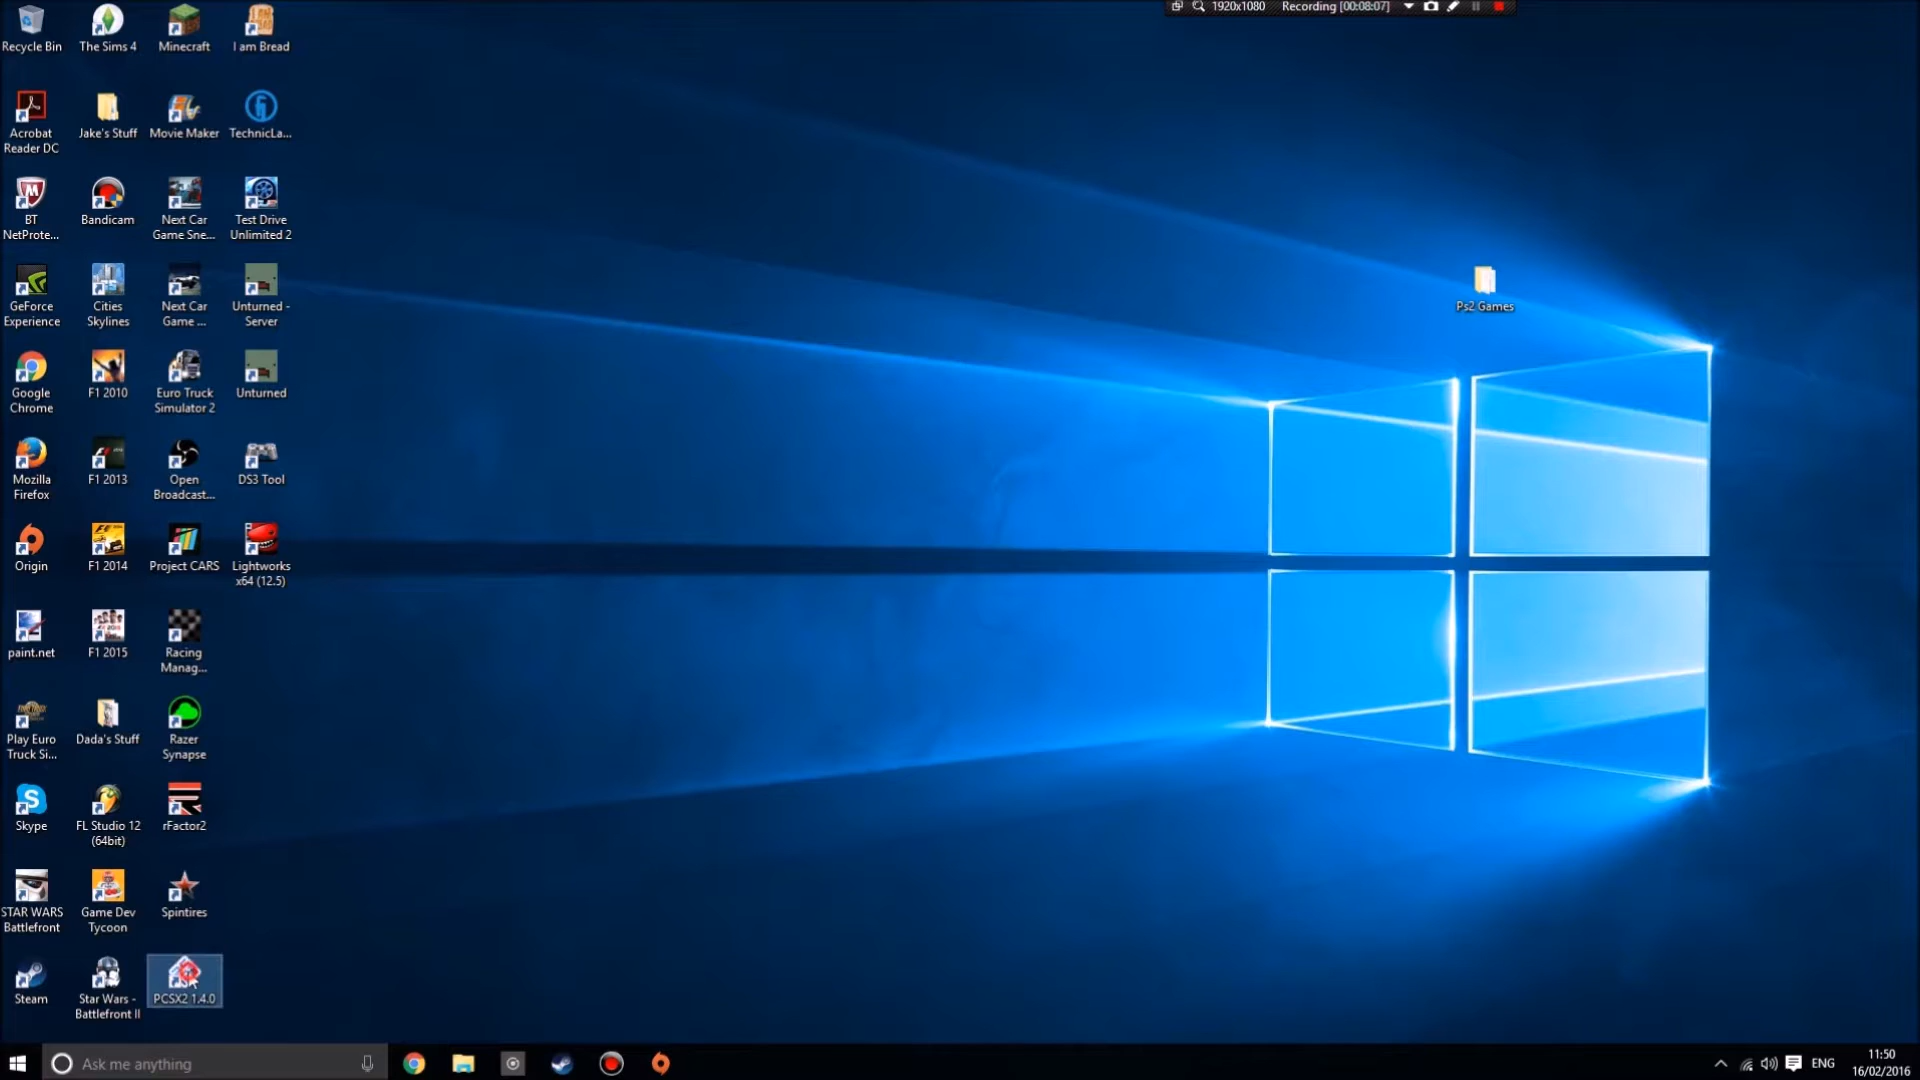 1920x1080 Recording [00:08:07]
Recycle Bin
The Sims 4
Minecraft
I am Bread
Acrobat
Reader DC
Jake's Stuff
Movie Maker
TechnicLa...
BT
NetProte...
Bandicam
Next Car
Game Sne...
Test Drive
Unlimited 2
GeForce
Experience
Cities
Skylines
Next Car
Game ...
Unturned -
Server
Ps2 Games
Google
Chrome
F1 2010
Euro Truck
Simulator 2
Unturned
Mozilla
Firefox
F1 2013
Open
Broadcast...
DS3 Tool
Origin
F1 2014
Project CARS
Lightworks
x64 (12.5)
paint.net
F1 2015
Racing
Manag...
Play Euro
Truck Si...
Dada's Stuff
Razer
Synapse
Skype
FL Studio 12
(64bit)
rFactor2
STAR WARS
Battlefront
Game Dev
Tycoon
Spintires
Steam
Star Wars -
Battlefront II
PCSX2 1.4.0
Ask me anything
ENG
11:50
16/02/2016